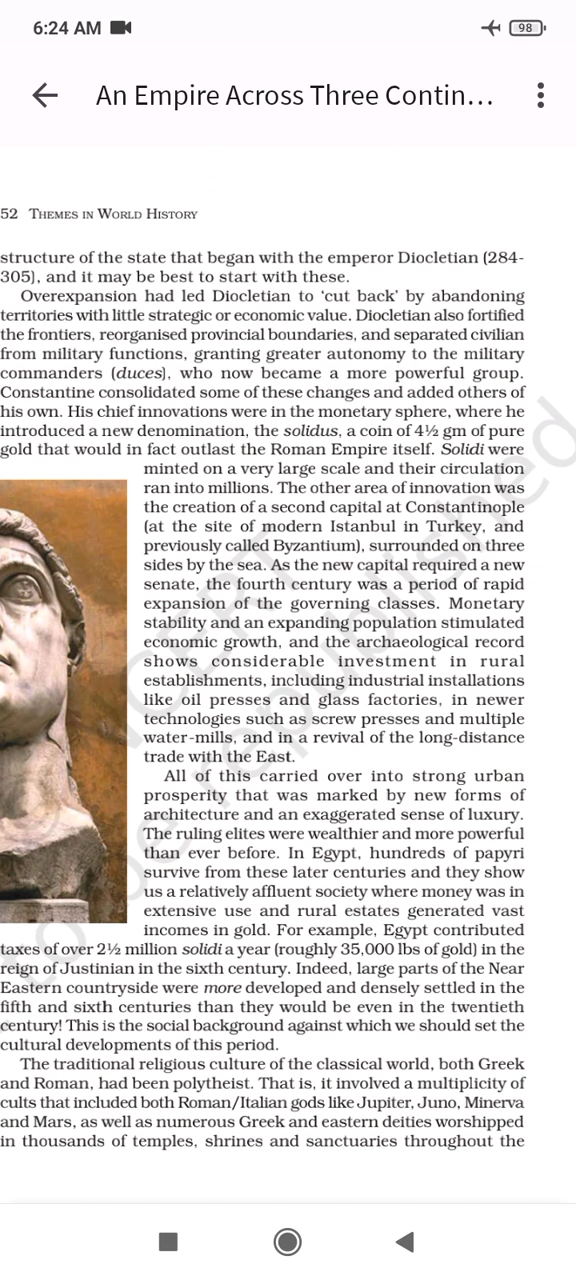 6:24 AM
98
An Empire Across Three Contin...
52 THEMES IN WORLD HISTORY
structure of the state that began with the emperor Diocletian (284-
305), and it may be best to start with these.
Overexpansion had led Diocletian to ‘cut back’ by abandoning
territories with little strategic or economic value. Diocletian also fortified
the frontiers, reorganised provincial boundaries, and separated civilian
from military functions, granting greater autonomy to the military
commanders (duces), who now became a more powerful group.
Constantine consolidated some of these changes and added others of
his own. His chief innovations were in the monetary sphere, where he
introduced a new denomination, the solidus, a coin of 4½ gm of pure
gold that would in fact outlast the Roman Empire itself. Solidi were
minted on a very large scale and their circulation
ran into millions. The other area of innovation was
the creation of a second capital at Constantinople
(at the site of modern Istanbul in Turkey, and
previously called Byzantium), surrounded on three
sides by the sea. As the new capital required a new
senate, the fourth century was a period of rapid
expansion of the governing classes. Monetary
stability and an expanding population stimulated
economic growth, and the archaeological record
shows considerable investment in rural
establishments, including industrial installations
like oil presses and glass factories, in newer
technologies such as screw presses and multiple
water-mills, and in a revival of the long-distance
trade with the East.
All of this carried over into strong urban
prosperity that was marked by new forms of
architecture and an exaggerated sense of luxury.
The ruling elites were wealthier and more powerful
than ever before. In Egypt, hundreds of papyri
survive from these later centuries and they show
us a relatively affluent society where money was in
extensive use and rural estates generated vast
incomes in gold. For example, Egypt contributed
taxes of over 2½ million solidi a year (roughly 35,000 lbs of gold) in the
reign of Justinian in the sixth century. Indeed, large parts of the Near
Eastern countryside were more developed and densely settled in the
fifth and sixth centuries than they would be even in the twentieth
century! This is the social background against which we should set the
cultural developments of this period.
The traditional religious culture of the classical world, both Greek
and Roman, had been polytheist. That is, it involved a multiplicity of
cults that included both Roman/Italian gods like Jupiter, Juno, Minerva
and Mars, as well as numerous Greek and eastern deities worshipped
in thousands of temples, shrines and sanctuaries throughout the
NCERT
to be republished